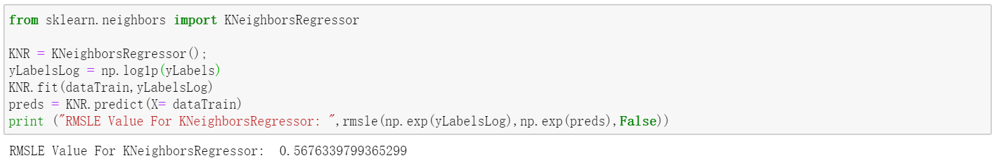 from sklearn.neighbors import KNeighborsRegressor
KNR = KNeighborsRegressor();
yLabelsLog = np.log1p(yLabels)
KNR.fit(dataTrain,yLabelsLog)
preds = KNR.predict(X= dataTrain)
print ("RMSLE Value For KNeighborsRegressor: ",rmsle(np.exp(yLabelsLog),np.exp(preds),False))
RMSLE Value For KNeighborsRegressor:  0.5676339799365299